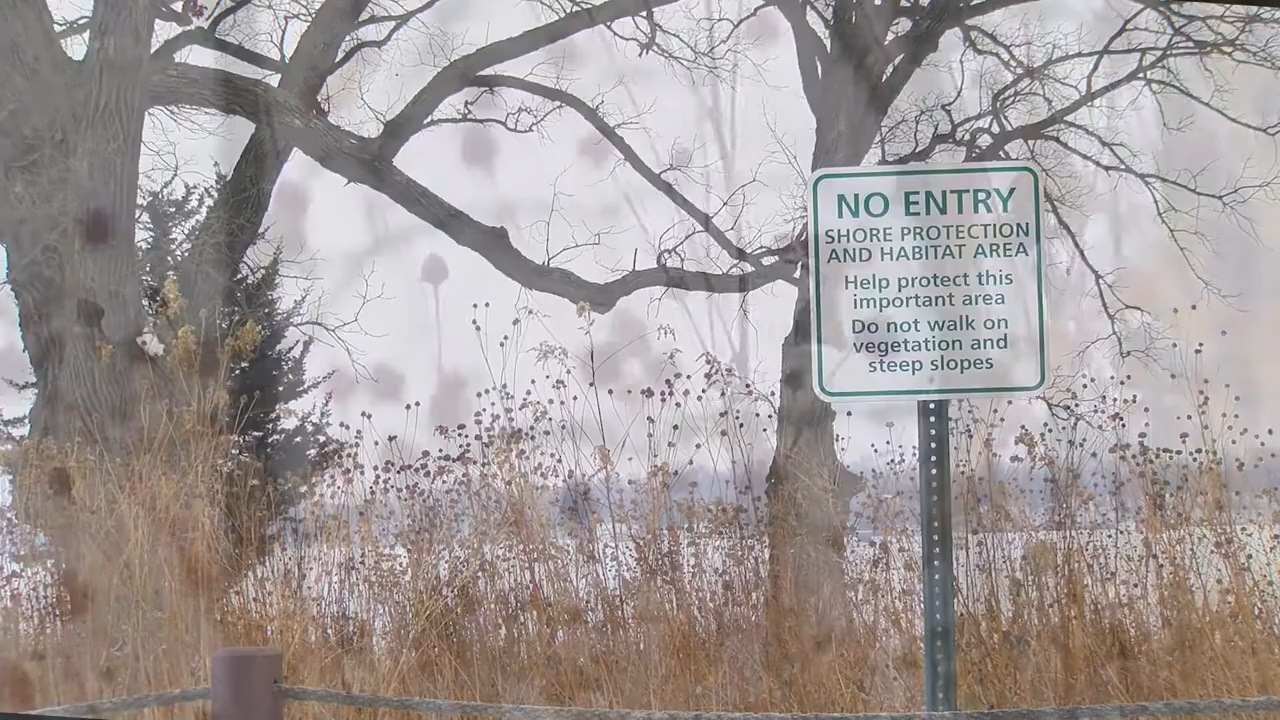 NO ENTRY
SHORE PROTECTION
AND HABITAT AREA
Help protect this
important area
Do not walk on
vegetation and
steep slopes